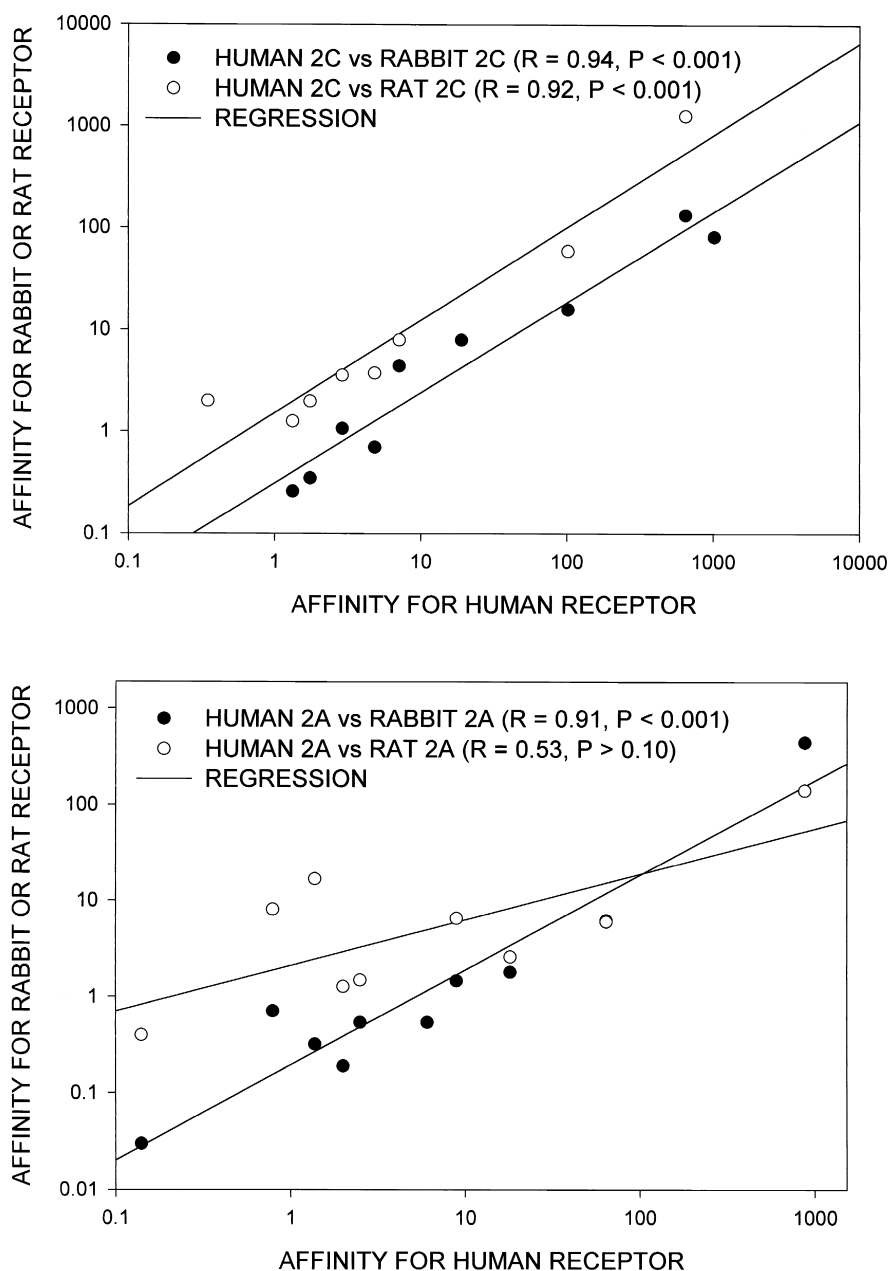 10000
HUMAN 2C vs RABBIT 2C (R = 0.94, P < 0.001)
HUMAN 2C vs RAT 2C (R = 0.92, P < 0.001)
REGRESSION
1000
100
10
1
0.1
AFFINITY FOR RABBIT OR RAT RECEPTOR
0.1 1 10 100 1000 10000
AFFINITY FOR HUMAN RECEPTOR
1000
HUMAN 2A vs RABBIT 2A (R = 0.91, P < 0.001)
HUMAN 2A vs RAT 2A (R = 0.53, P > 0.10)
REGRESSION
100
10
1
0.1
0.01
AFFINITY FOR RABBIT OR RAT RECEPTOR
0.1 1 10 100 1000
AFFINITY FOR HUMAN RECEPTOR